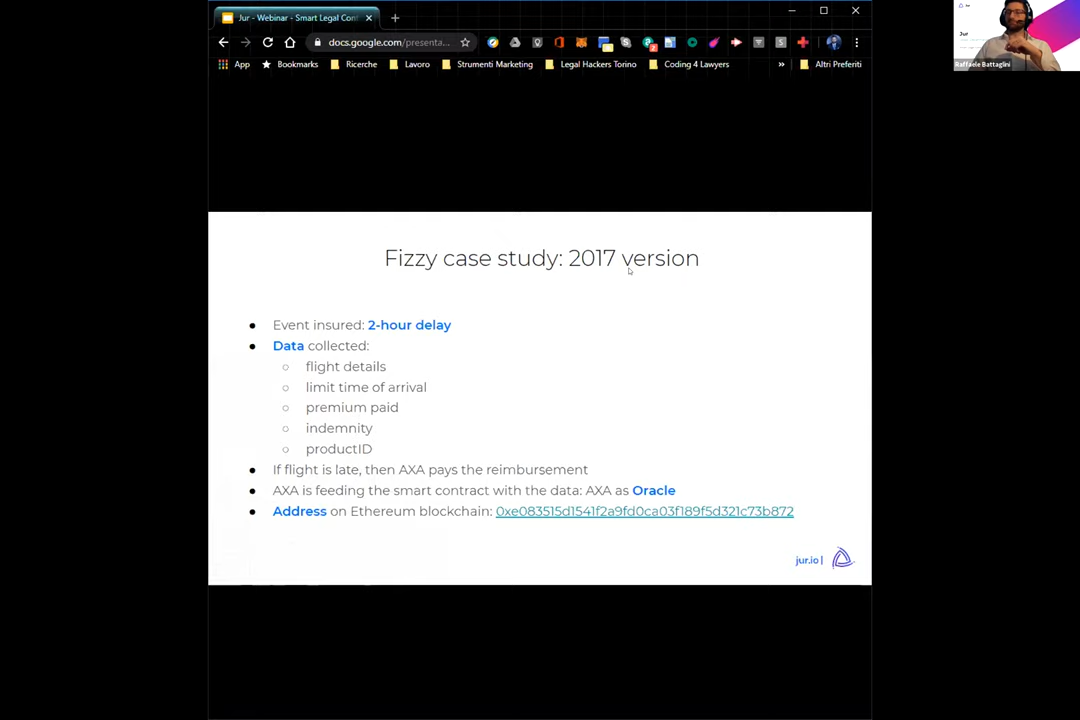 Jur - Webinar - Smart Legal Con
docs.google.com/presenta...
App
Bookmarks
Ricerche
Lavoro
Strumenti Marketing
Legal Hackers Torino
Coding 4 Lawyers
»
Altri Preferiti
Jur
Raffaele Battaglini
Fizzy case study: 2017 version
Event insured: 2-hour delay
Data collected:
flight details
limit time of arrival
premium paid
indemnity
productID
If flight is late, then AXA pays the reimbursement
AXA is feeding the smart contract with the data: AXA as Oracle
Address on Ethereum blockchain: 0xe083515d1541f2a9fd0ca03f189f5d321c73b872
jur.io |